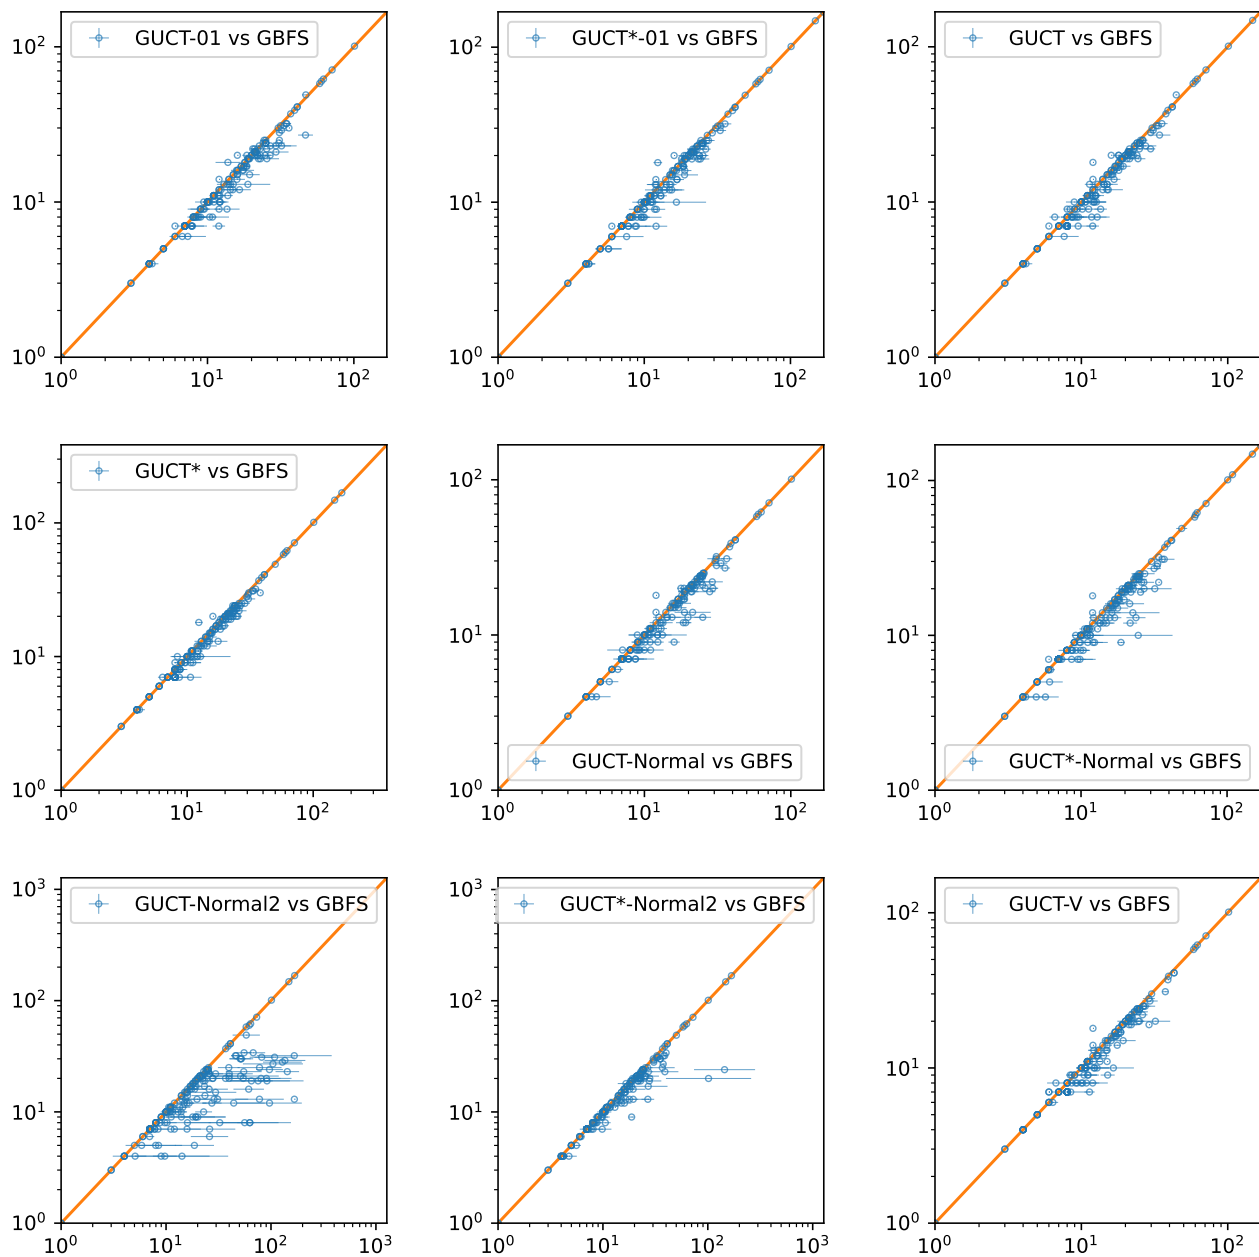 10²
10¹
10⁰
10⁰ 10¹ 10²
GUCT-01 vs GBFS
10²
10¹
10⁰
10⁰ 10¹ 10²
GUCT*-01 vs GBFS
10²
10¹
10⁰
10⁰ 10¹ 10²
GUCT vs GBFS
10²
10¹
10⁰
10⁰ 10¹ 10²
GUCT* vs GBFS
10²
10¹
10⁰
10⁰ 10¹ 10²
GUCT-Normal vs GBFS
10²
10¹
10⁰
10⁰ 10¹ 10²
GUCT*-Normal vs GBFS
10³
10²
10¹
10⁰
10⁰ 10¹ 10² 10³
GUCT-Normal2 vs GBFS
10³
10²
10¹
10⁰
10⁰ 10¹ 10² 10³
GUCT*-Normal2 vs GBFS
10²
10¹
10⁰
10⁰ 10¹ 10²
GUCT-V vs GBFS